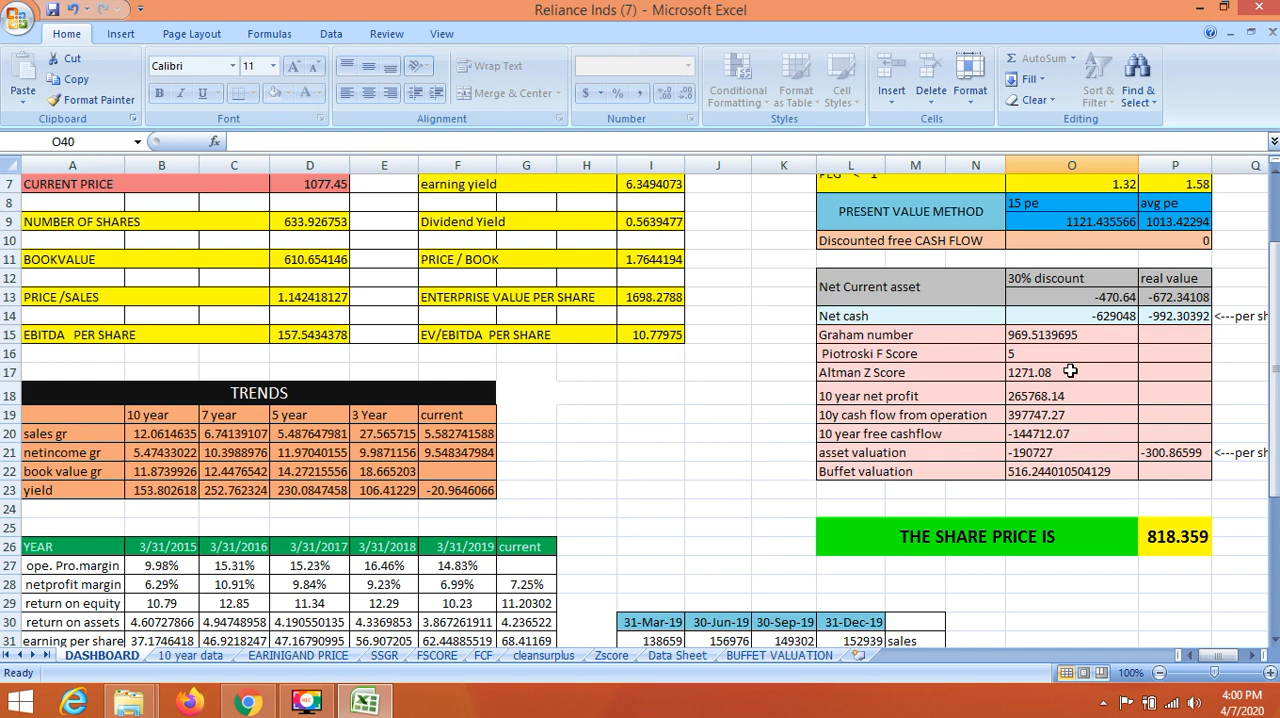 Reliance Inds (7) - Microsoft Excel
Home Insert Page Layout Formulas Data Review View
Paste Cut Copy Format Painter
Calibri 11 A A Wrap Text
B I U A Merge & Center $ % ,
Conditional Formatting Format as Table Cell Styles
Insert Delete Format
AutoSum Fill Clear
Sort & Filter Find & Select
Clipboard Font Alignment Number Styles Cells Editing
O40 fx
A B C D E F G H I J K L M N O P Q
7 CURRENT PRICE 1077.45 earning yield 6.3494073 1.32 1.58
8 PRESENT VALUE METHOD 15 pe avg pe
9 NUMBER OF SHARES 633.926753 Dividend Yield 0.5639477 1121.435566 1013.42294
10 Discounted free CASH FLOW 0
11 BOOKVALUE 610.654146 PRICE / BOOK 1.7644194
12 Net Current asset 30% discount real value
13 PRICE /SALES 1.142418127 ENTERPRISE VALUE PER SHARE 1698.2788 -470.64 -672.34108
14 Net cash -629048 -992.30392 <---per sh
15 EBITDA PER SHARE 157.5434378 EV/EBITDA PER SHARE 10.77975 Graham number 969.5139695
16 Piotroski F Score 5
17 Altman Z Score 1271.08
18 TRENDS 10 year net profit 265768.14
19 10 year 7 year 5 year 3 Year current 10y cash flow from operation 397747.27
20 sales gr 12.0614635 6.74139107 5.487647981 27.565715 5.582741588 10 year free cashflow -144712.07
21 netincome gr 5.47433022 10.3988976 11.97040155 9.9871156 9.548347984 asset valuation -190727 -300.86599 <---per sh
22 book value gr 11.8739926 12.4476542 14.27215556 18.665203 Buffet valuation 516.244010504129
23 yield 153.802618 252.762324 230.0847458 106.41229 -20.9646066
24
25 THE SHARE PRICE IS 818.359
26 YEAR 3/31/2015 3/31/2016 3/31/2017 3/31/2018 3/31/2019 current
27 ope. Pro.margin 9.98% 15.31% 15.23% 16.46% 14.83%
28 netprofit margin 6.29% 10.91% 9.84% 9.23% 6.99% 7.25%
29 return on equity 10.79 12.85 11.34 12.29 10.23 11.20302
30 return on assets 4.60728766 4.94748958 4.190550135 4.3369853 3.867261911 4.236522 31-Mar-19 30-Jun-19 30-Sep-19 31-Dec-19
31 earning per share 37.1746418 46.9218247 47.16790995 56.907205 62.44885519 68.41169 138659 156976 149302 152939 sales
DASHBOARD 10 year data EARINIGAND PRICE SSGR FSCORE FCF cleansurplus Zscore Data Sheet BUFFET VALUATION
Ready 100%
4:00 PM
4/7/2020